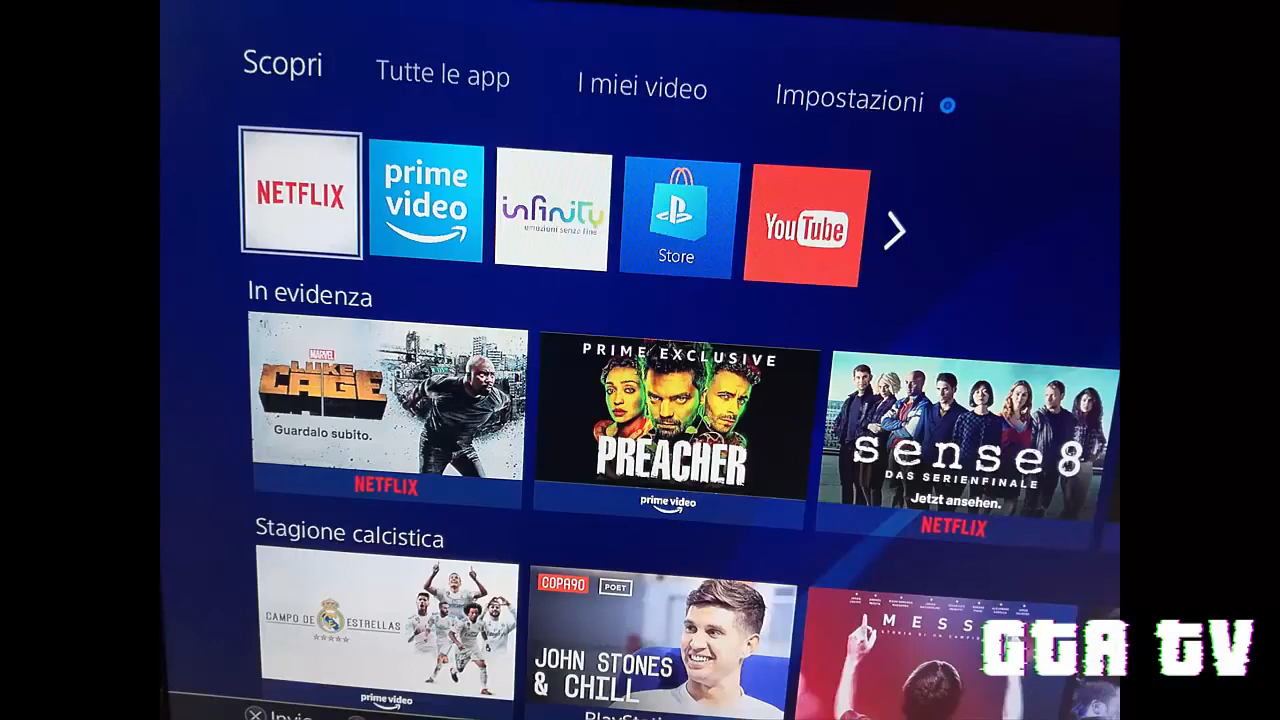 Scopri
Tutte le app
I miei video
Impostazioni
NETFLIX
prime video
infinity
emozioni senza fine
Store
YouTube
In evidenza
MARVEL
LUKE CAGE
Guardalo subito.
NETFLIX
PRIME EXCLUSIVE
PREACHER
prime video
sense8
DAS SERIENFINALE
Jetzt ansehen.
NETFLIX
Stagione calcistica
CAMPO DE ESTRELLAS
prime video
COPA90
POET
JOHN STONES
& CHILL
MESS
GTA TV